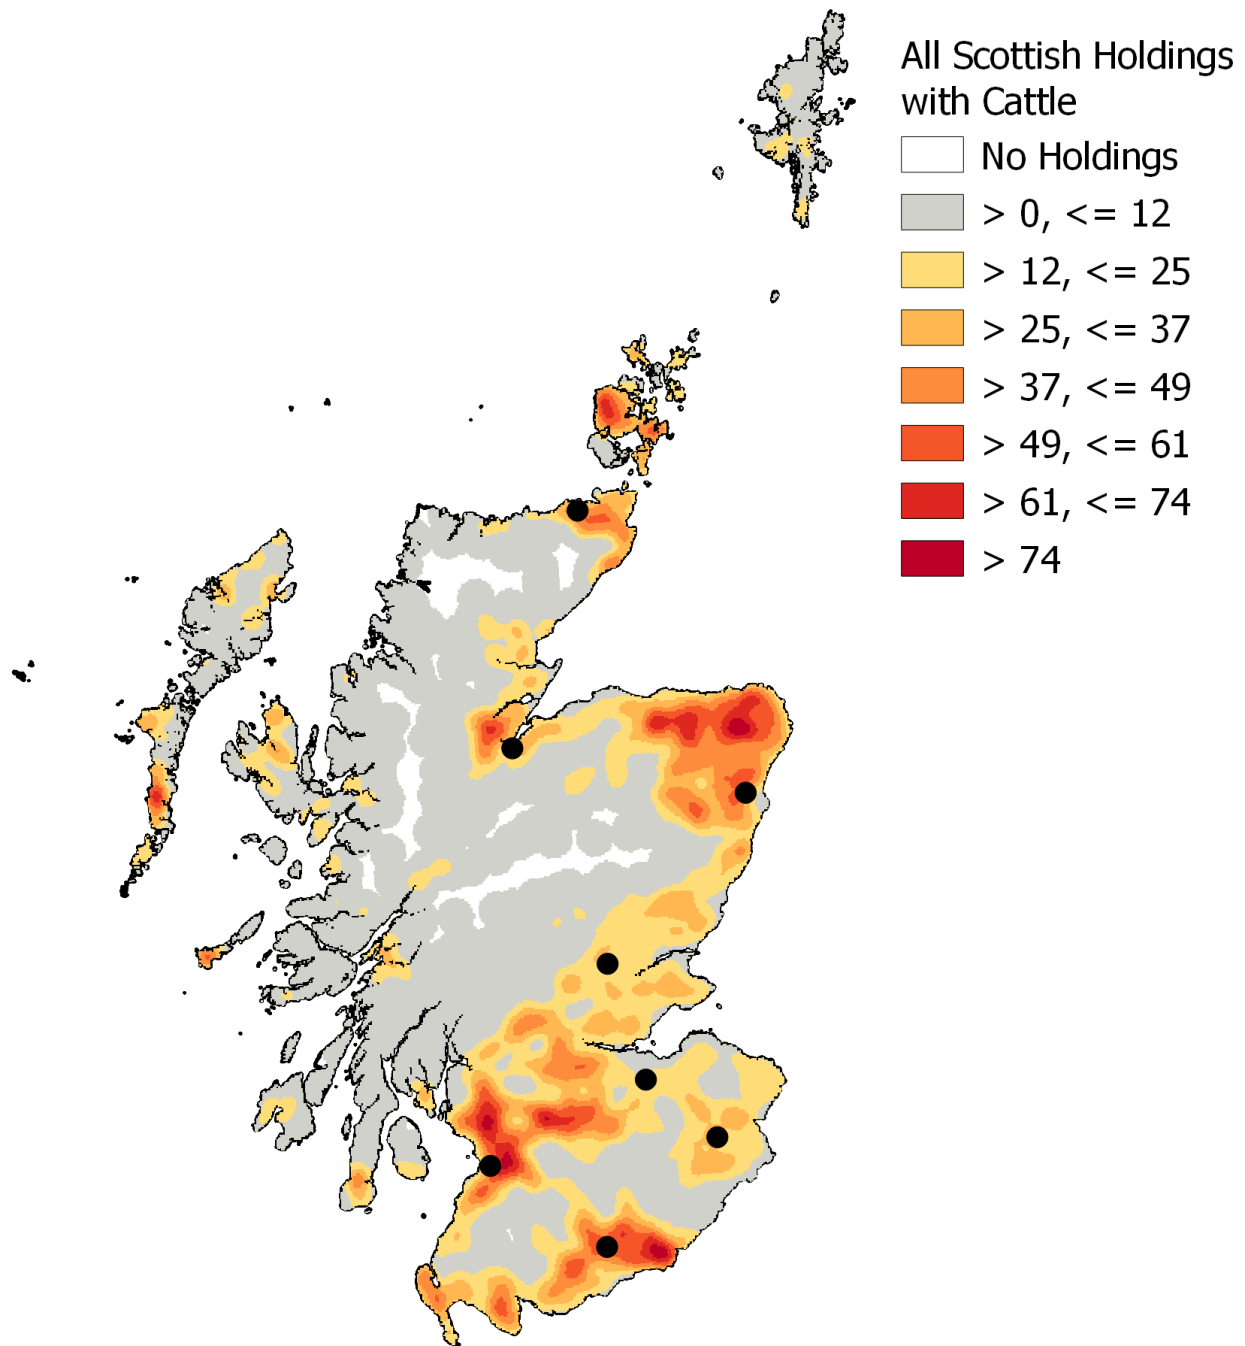 All Scottish Holdings
with Cattle
No Holdings
> 0, <= 12
> 12, <= 25
> 25, <= 37
> 37, <= 49
> 49, <= 61
> 61, <= 74
> 74